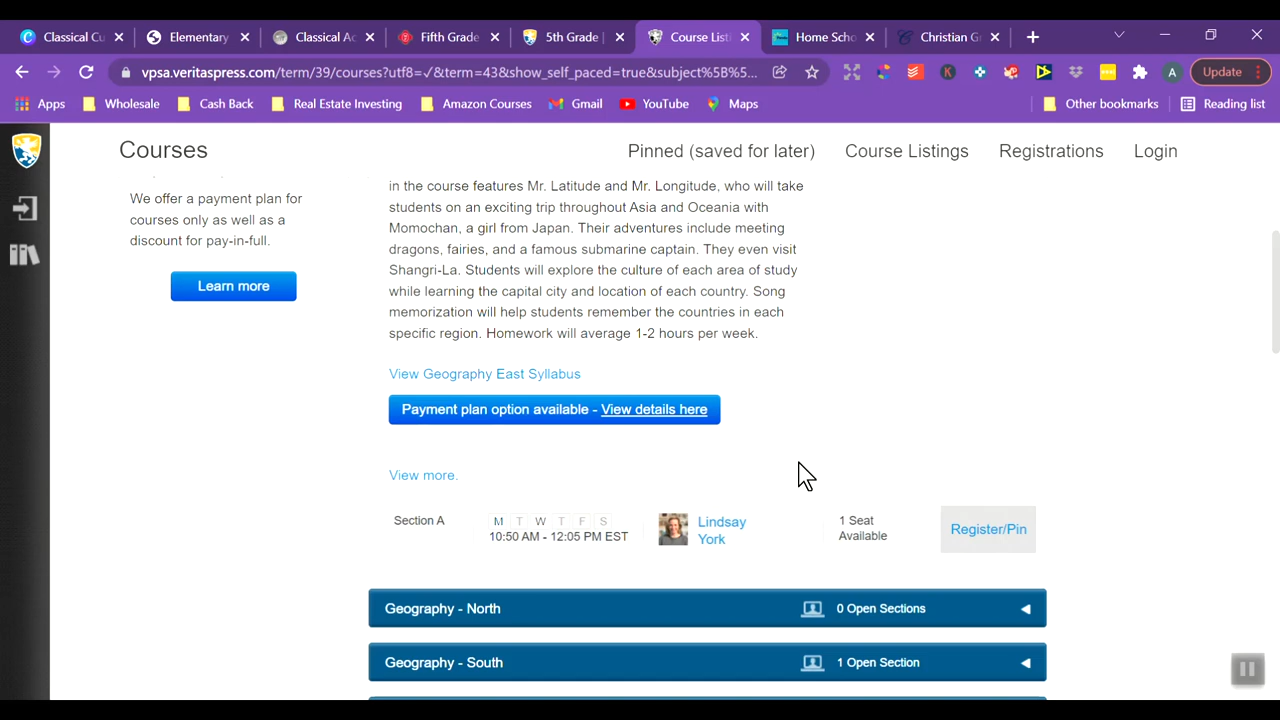 Classical Cu
Elementary
Classical Ac
Fifth Grade
5th Grade |
Course Listi
Home Scho
Christian G
vpsa.veritaspress.com/term/39/courses?utf8=✓&term=43&show_self_paced=true&subject%5B%5...
A
Update
Apps
Wholesale
Cash Back
Real Estate Investing
Amazon Courses
Gmail
YouTube
Maps
Other bookmarks
Reading list
Courses
Pinned (saved for later)
Course Listings
Registrations
Login
We offer a payment plan for
courses only as well as a
discount for pay-in-full.
Learn more
in the course features Mr. Latitude and Mr. Longitude, who will take
students on an exciting trip throughout Asia and Oceania with
Momochan, a girl from Japan. Their adventures include meeting
dragons, fairies, and a famous submarine captain. They even visit
Shangri-La. Students will explore the culture of each area of study
while learning the capital city and location of each country. Song
memorization will help students remember the countries in each
specific region. Homework will average 1-2 hours per week.
View Geography East Syllabus
Payment plan option available - View details here
View more.
Section A
M T W T F S
10:50 AM - 12:05 PM EST
Lindsay
York
1 Seat
Available
Register/Pin
Geography - North
0 Open Sections
Geography - South
1 Open Section